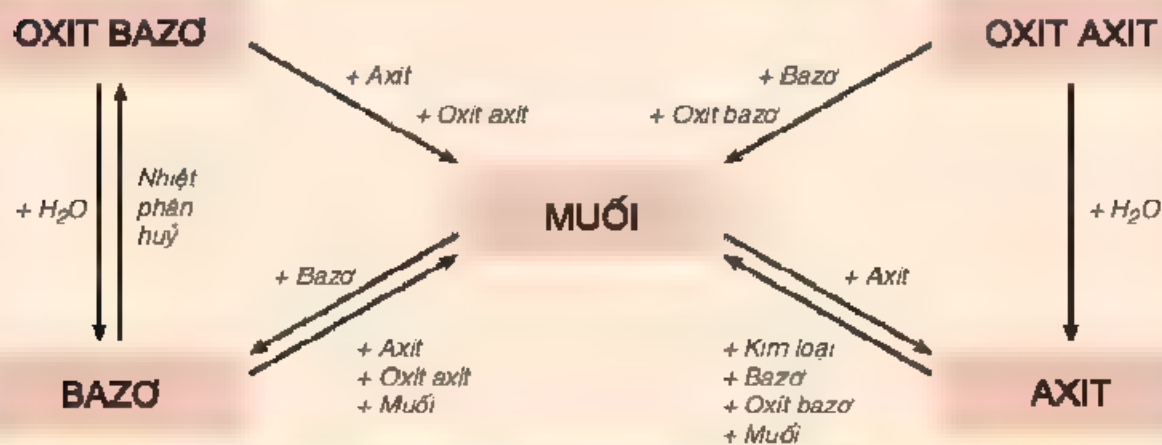 OXIT BAZƠ
OXIT AXIT
+ Axit
+ Oxit axit
+ Bazơ
+ Oxit bazơ
+ H₂O
Nhiệt
phân
huỷ
MUỐI
+ H₂O
+ Bazơ
+ Axit
+ Axit
+ Oxit axit
+ Muối
+ Kim loại
+ Bazơ
+ Oxit bazơ
+ Muối
BAZƠ
AXIT